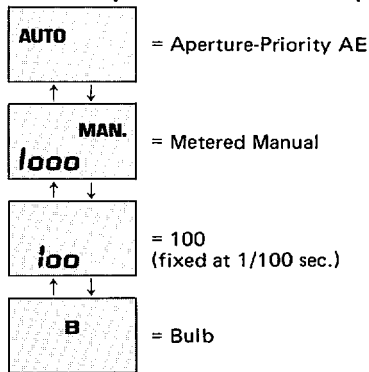 AUTO
= Aperture-Priority AE
↑ ↓
MAN.
1000
= Metered Manual
↑ ↓
100
= 100
(fixed at 1/100 sec.)
↑ ↓
B
= Bulb